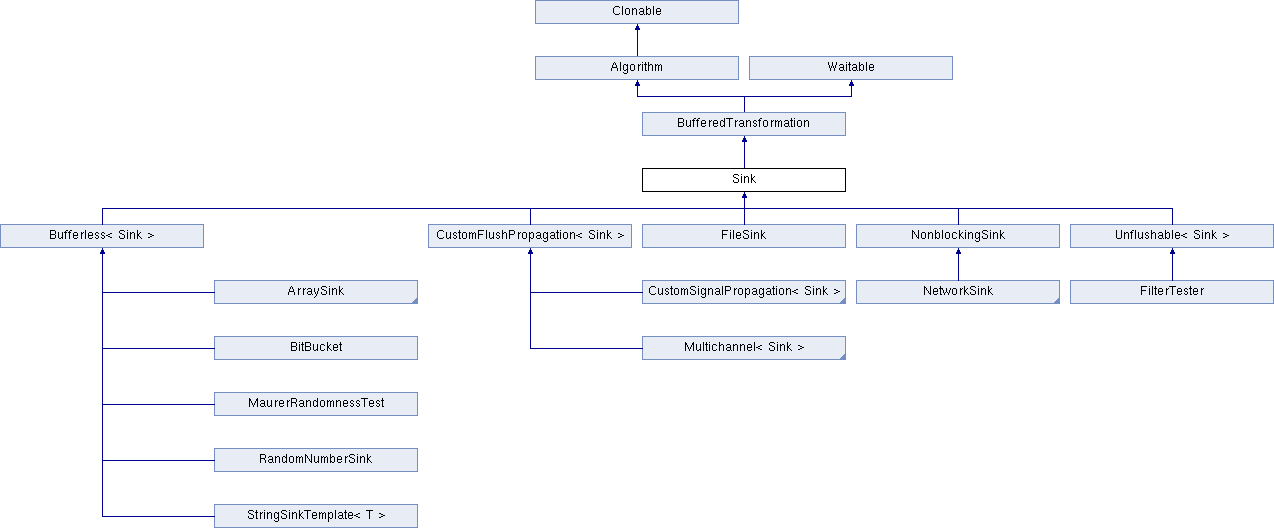 Clonable
Algorithm
Waitable
BufferedTransformation
Sink
Bufferless< Sink >
CustomFlushPropagation< Sink >
FileSink
NonblockingSink
Unflushable< Sink >
ArraySink
CustomSignalPropagation< Sink >
NetworkSink
FilterTester
BitBucket
Multichannel< Sink >
MaurerRandomnessTest
RandomNumberSink
StringSinkTemplate< T >